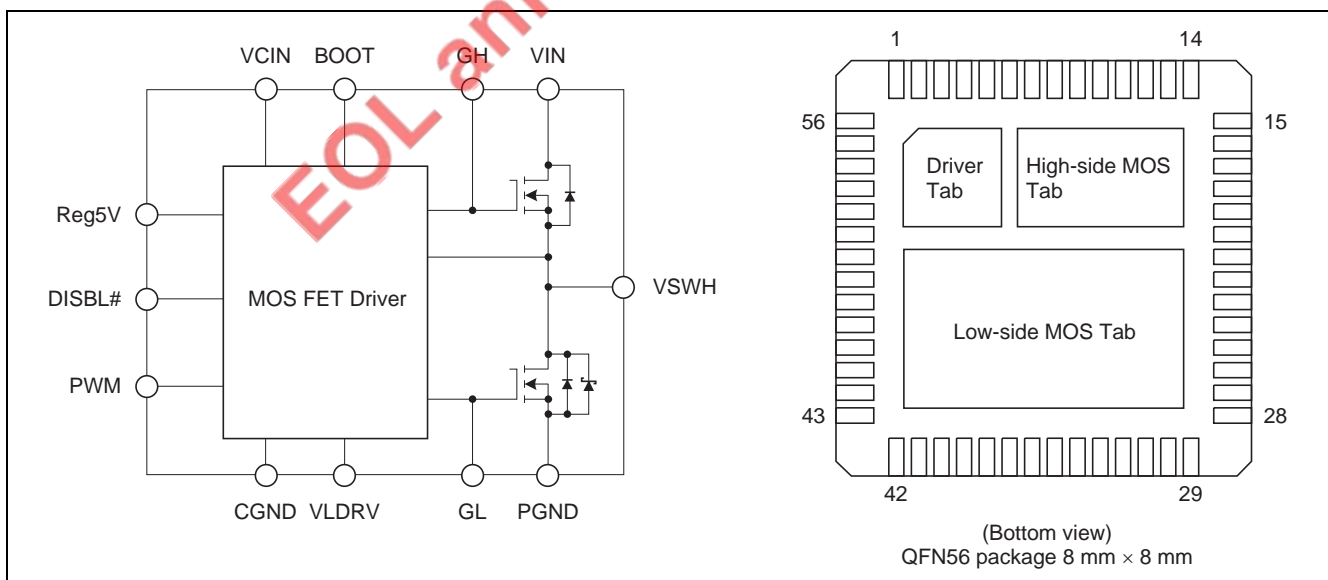 EOL an
VCIN BOOT GH VIN
Reg5V
DISBL#
PWM
MOS FET Driver
VSWH
CGND VLDRV GL PGND
1 14
56 15
Driver
Tab
High-side MOS
Tab
Low-side MOS Tab
43 28
42 29
(Bottom view)
QFN56 package 8 mm × 8 mm